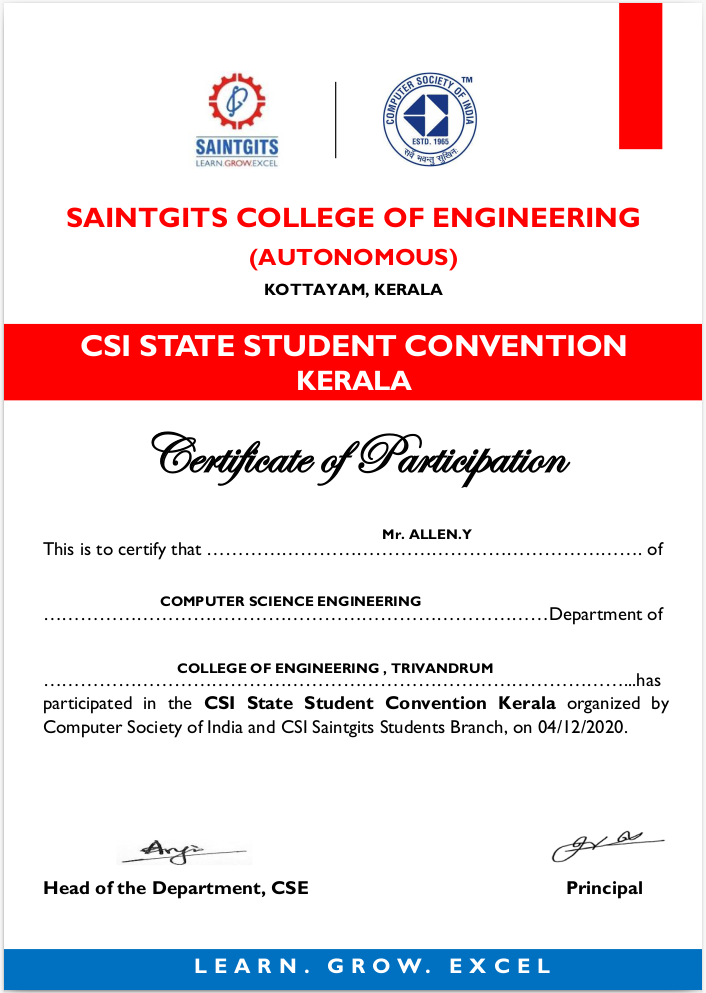 SAINTGITS
LEARN.GROW.EXCEL
COMPUTER SOCIETY OF INDIA
TM
ESTD. 1965
सर्वे भवन्तु सुखिनः
SAINTGITS COLLEGE OF ENGINEERING
(AUTONOMOUS)
KOTTAYAM, KERALA
CSI STATE STUDENT CONVENTION
KERALA
Certificate of Participation
Mr. ALLEN.Y
This is to certify that ……………………………………………………………. of
COMPUTER SCIENCE ENGINEERING
……………………………………………………………………Department of
COLLEGE OF ENGINEERING , TRIVANDRUM
……………………………………………………………………………...has
participated in the CSI State Student Convention Kerala organized by
Computer Society of India and CSI Saintgits Students Branch, on 04/12/2020.
Head of the Department, CSE
Principal
LEARN. GROW. EXCEL